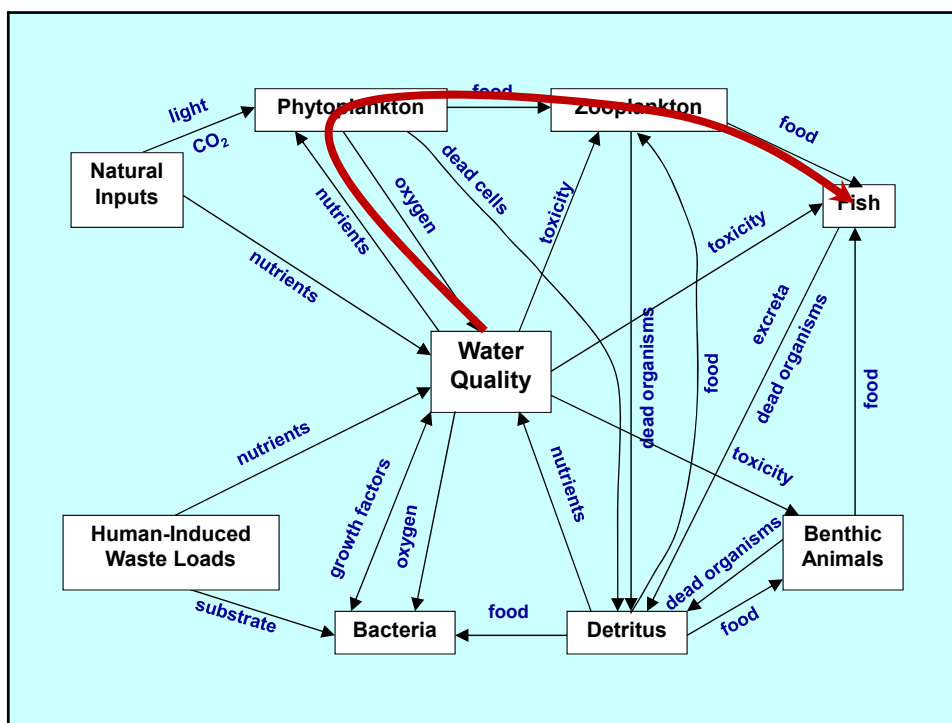 food
Phytoplankton
Zooplankton
light
CO₂
food
Natural
Inputs
dead cells
oxygen
nutrients
toxicity
Fish
toxicity
nutrients
excreta
dead organisms
Water
Quality
dead organisms
food
food
nutrients
nutrients
toxicity
growth factors
oxygen
Human-Induced
Waste Loads
Benthic
Animals
dead organisms
substrate
Bacteria
food
Detritus
food